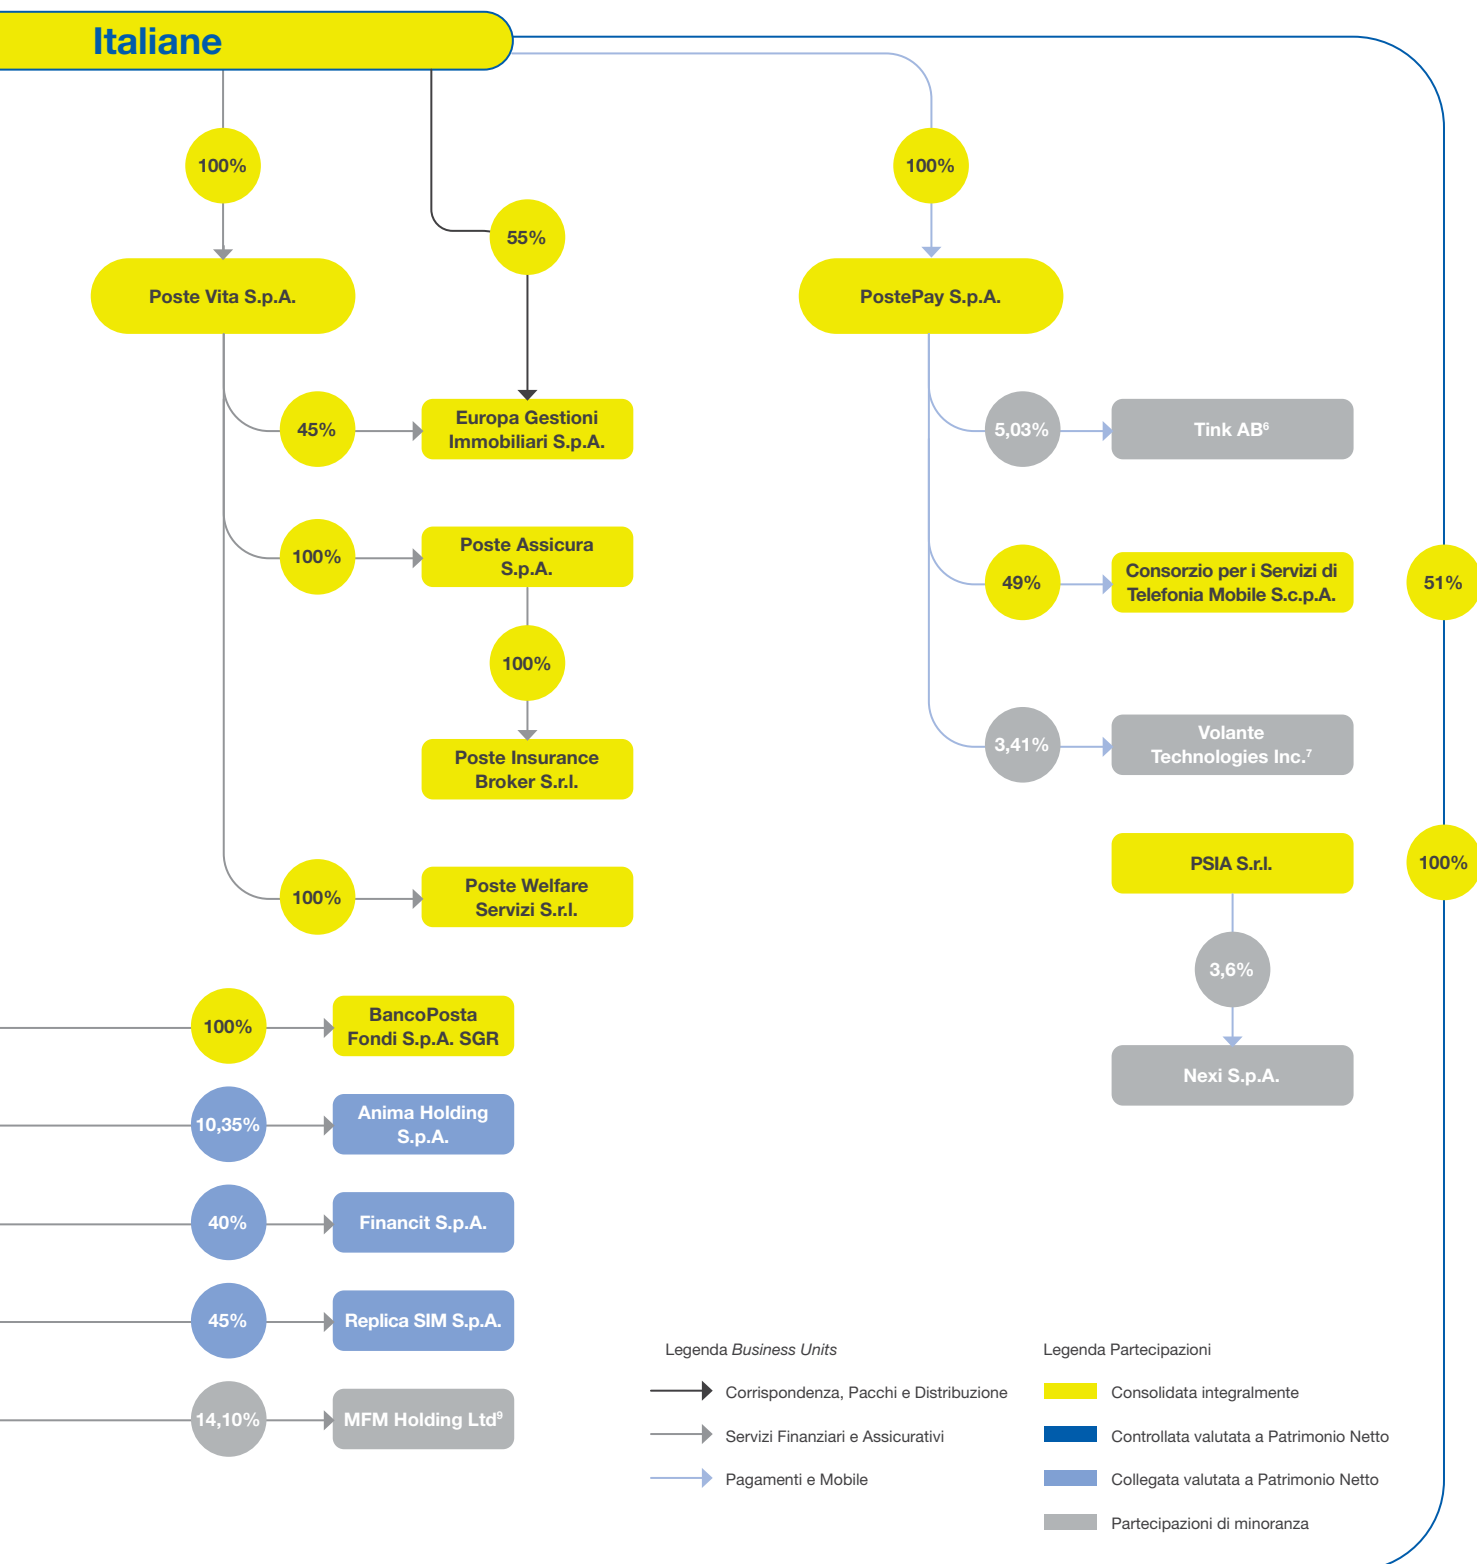 Italiane
100%
100%
55%
Poste Vita S.p.A.
PostePay S.p.A.
45%
Europa Gestioni
Immobiliari S.p.A.
5,03%
Tink AB⁶
100%
Poste Assicura
S.p.A.
49%
Consorzio per i Servizi di
Telefonia Mobile S.c.p.A.
51%
100%
Poste Insurance
Broker S.r.l.
3,41%
Volante
Technologies Inc.⁷
100%
Poste Welfare
Servizi S.r.l.
PSIA S.r.l.
100%
3,6%
Nexi S.p.A.
100%
BancoPosta
Fondi S.p.A. SGR
10,35%
Anima Holding
S.p.A.
40%
Financit S.p.A.
45%
Replica SIM S.p.A.
14,10%
MFM Holding Ltd⁹
Legenda Business Units
Corrispondenza, Pacchi e Distribuzione
Servizi Finanziari e Assicurativi
Pagamenti e Mobile
Legenda Partecipazioni
Consolidata integralmente
Controllata valutata a Patrimonio Netto
Collegata valutata a Patrimonio Netto
Partecipazioni di minoranza